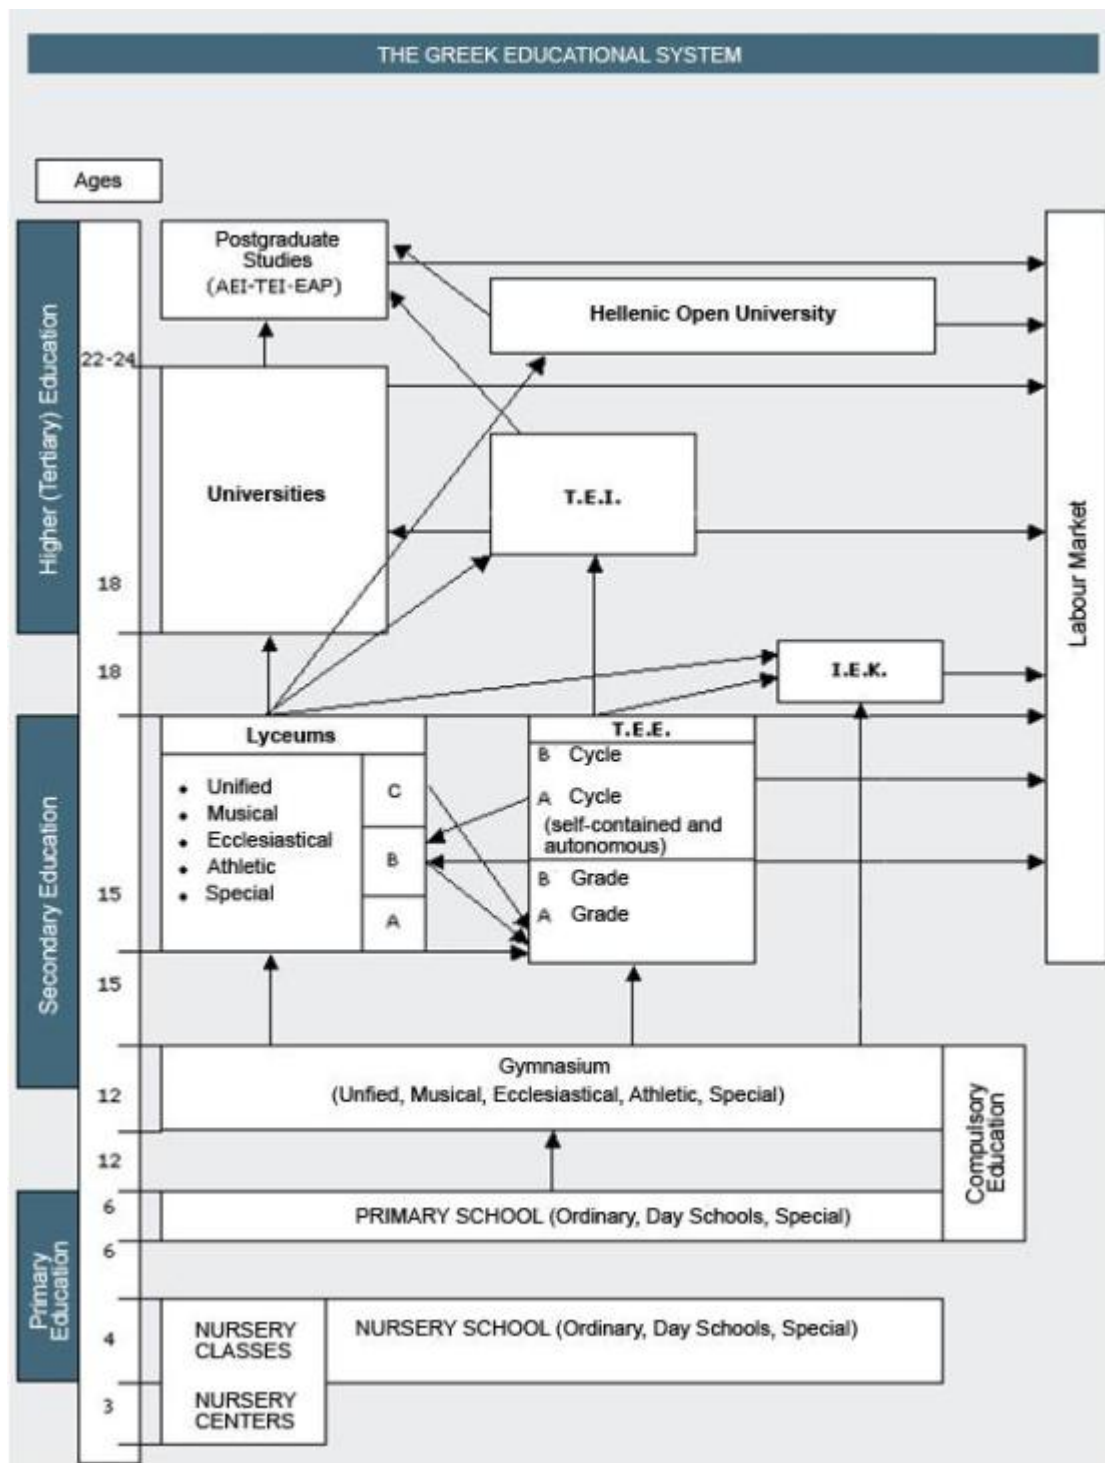 THE GREEK EDUCATIONAL SYSTEM
Ages
Higher (Tertiary) Education
Secondary Education
Primary
Education
22-24
18
18
15
15
12
12
6
6
4
3
Postgraduate
Studies
(AEI-TEI-EAP)
Hellenic Open University
Universities
T.E.I.
I.E.K.
Labour Market
Lyceums
• Unified
• Musical
• Ecclesiastical
• Athletic
• Special
C
B
A
T.E.E.
B Cycle
A Cycle
(self-contained and
autonomous)
B Grade
A Grade
Gymnasium
(Unfied, Musical, Ecclesiastical, Athletic, Special)
Compulsory
Education
PRIMARY SCHOOL (Ordinary, Day Schools, Special)
NURSERY
CLASSES
NURSERY SCHOOL (Ordinary, Day Schools, Special)
NURSERY
CENTERS